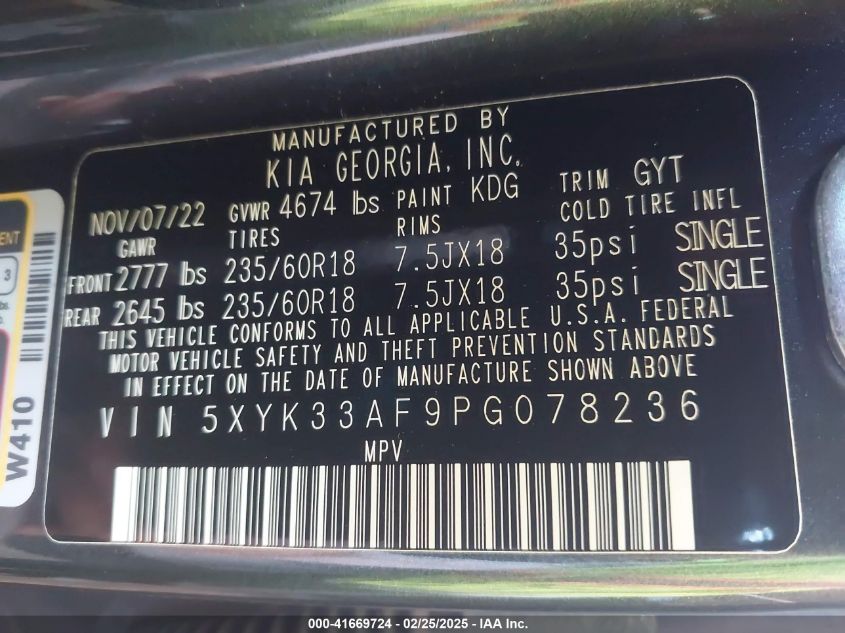 MANUFACTURED BY
KIA GEORGIA, INC.
NOV/07/22 GVWR 4674 lbs PAINT KDG TRIM GYT
GAWR TIRES RIMS COLD TIRE INFL
FRONT 2777 lbs 235/60R18 7.5JX18 35psi SINGLE
REAR 2645 lbs 235/60R18 7.5JX18 35psi SINGLE
THIS VEHICLE CONFORMS TO ALL APPLICABLE U.S.A. FEDERAL
MOTOR VEHICLE SAFETY AND THEFT PREVENTION STANDARDS
IN EFFECT ON THE DATE OF MANUFACTURE SHOWN ABOVE
VIN 5XYK33AF9PG078236
MPV
3
W410
000-41669724 - 02/25/2025 - IAA Inc.